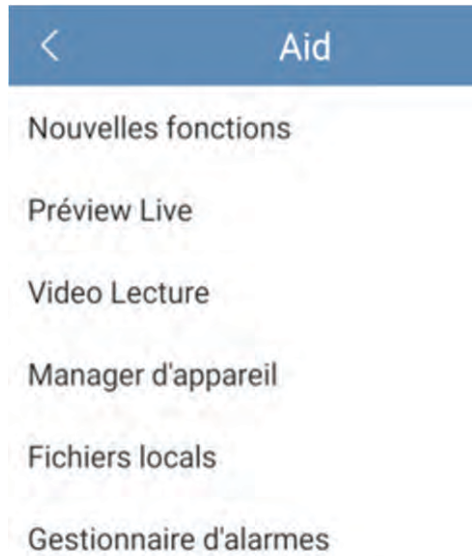 Aid
Nouvelles fonctions
Préview Live
Video Lecture
Manager d'appareil
Fichiers locals
Gestionnaire d'alarmes